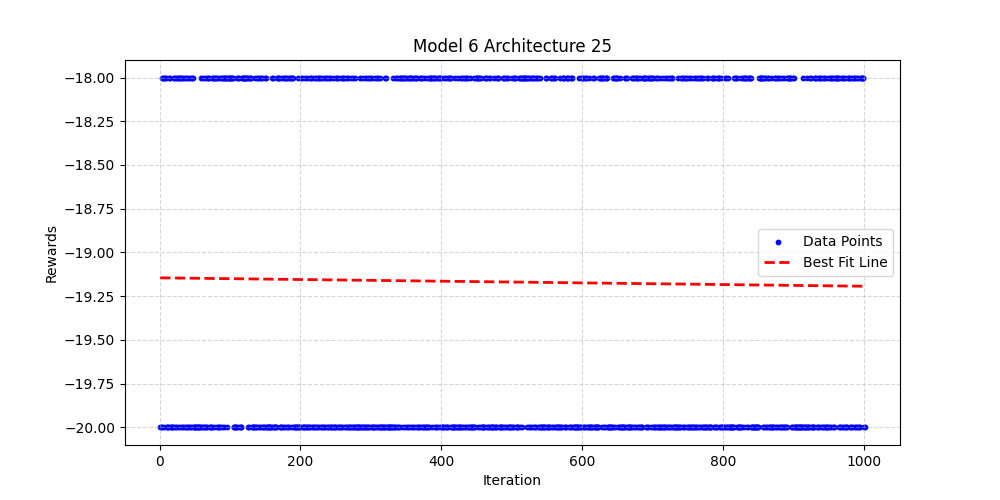 Model 6 Architecture 25
Rewards
−18.00
−18.25
−18.50
−18.75
−19.00
−19.25
−19.50
−19.75
−20.00
Data Points
Best Fit Line
0 200 400 600 800 1000
Iteration